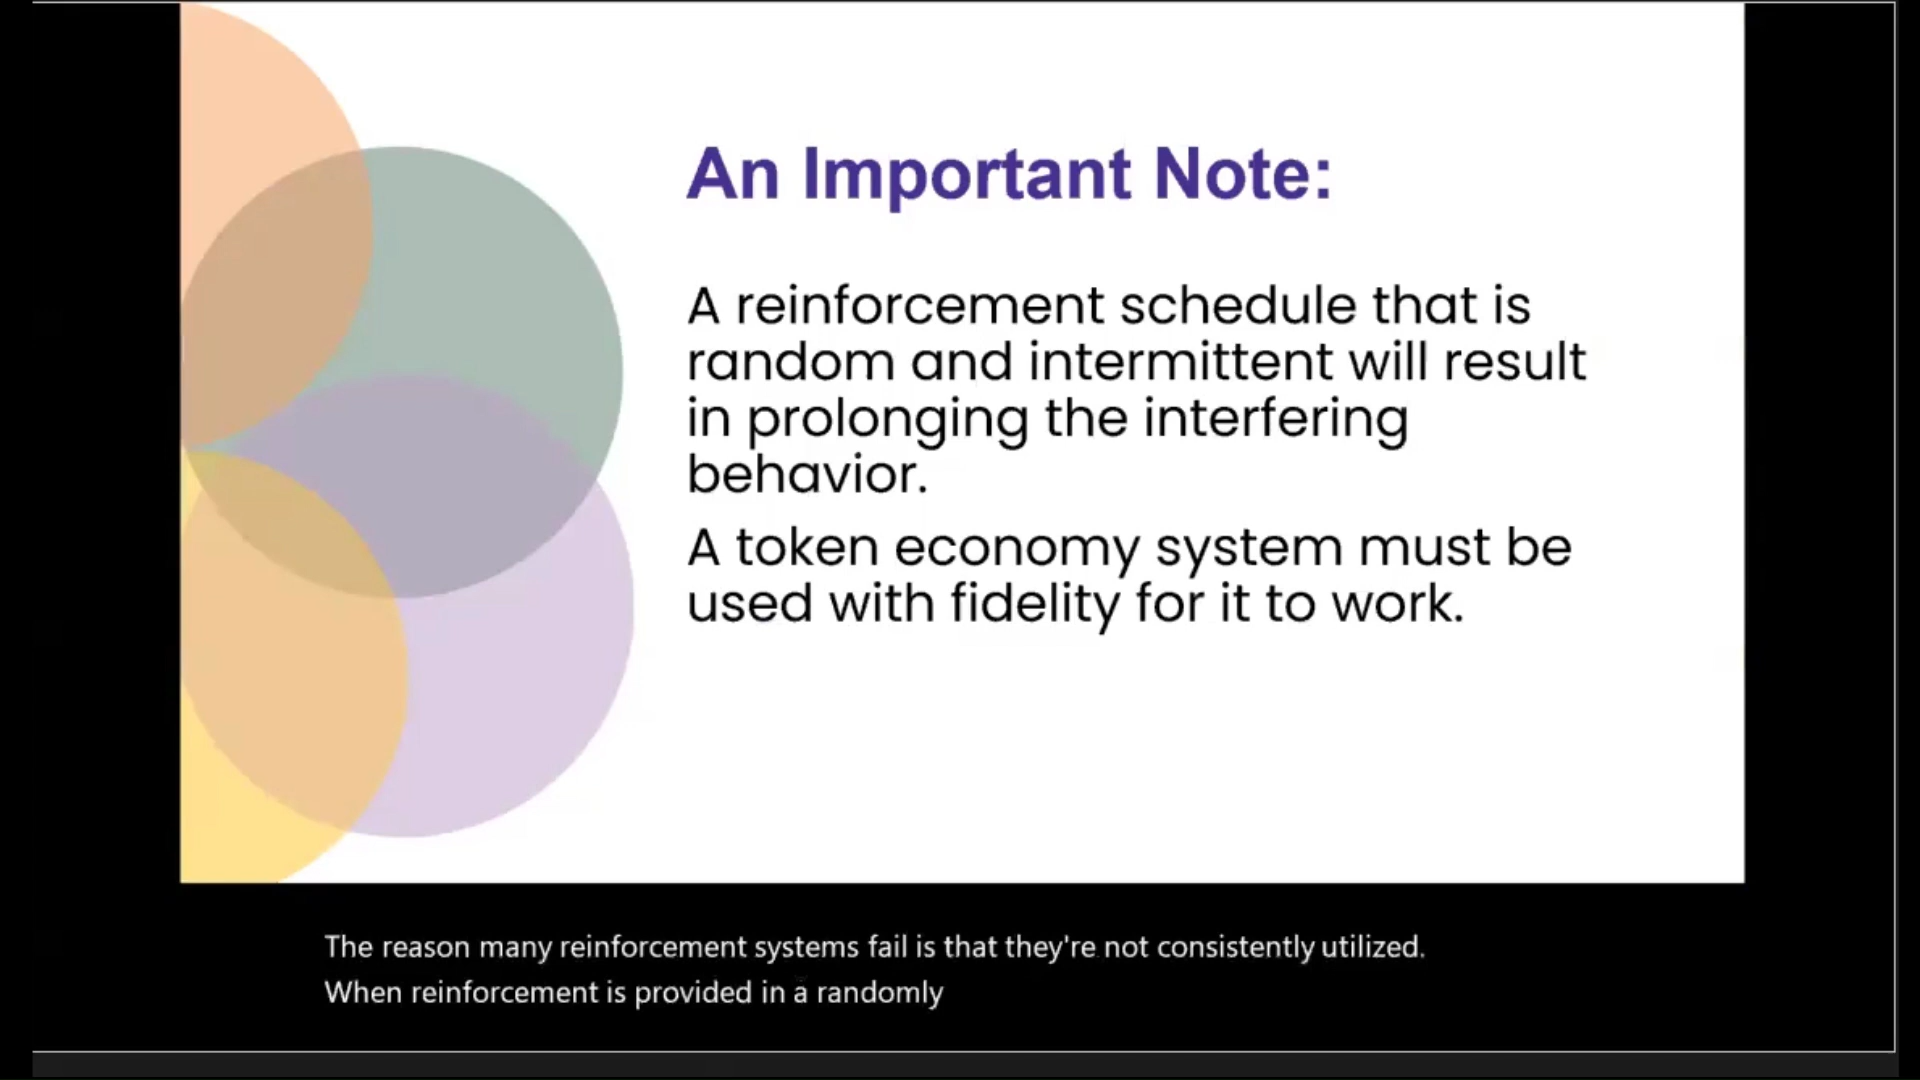 An Important Note:
A reinforcement schedule that is
random and intermittent will result
in prolonging the interfering
behavior.
A token economy system must be
used with fidelity for it to work.
The reason many reinforcement systems fail is that they're not consistently utilized.
When reinforcement is provided in a randomly